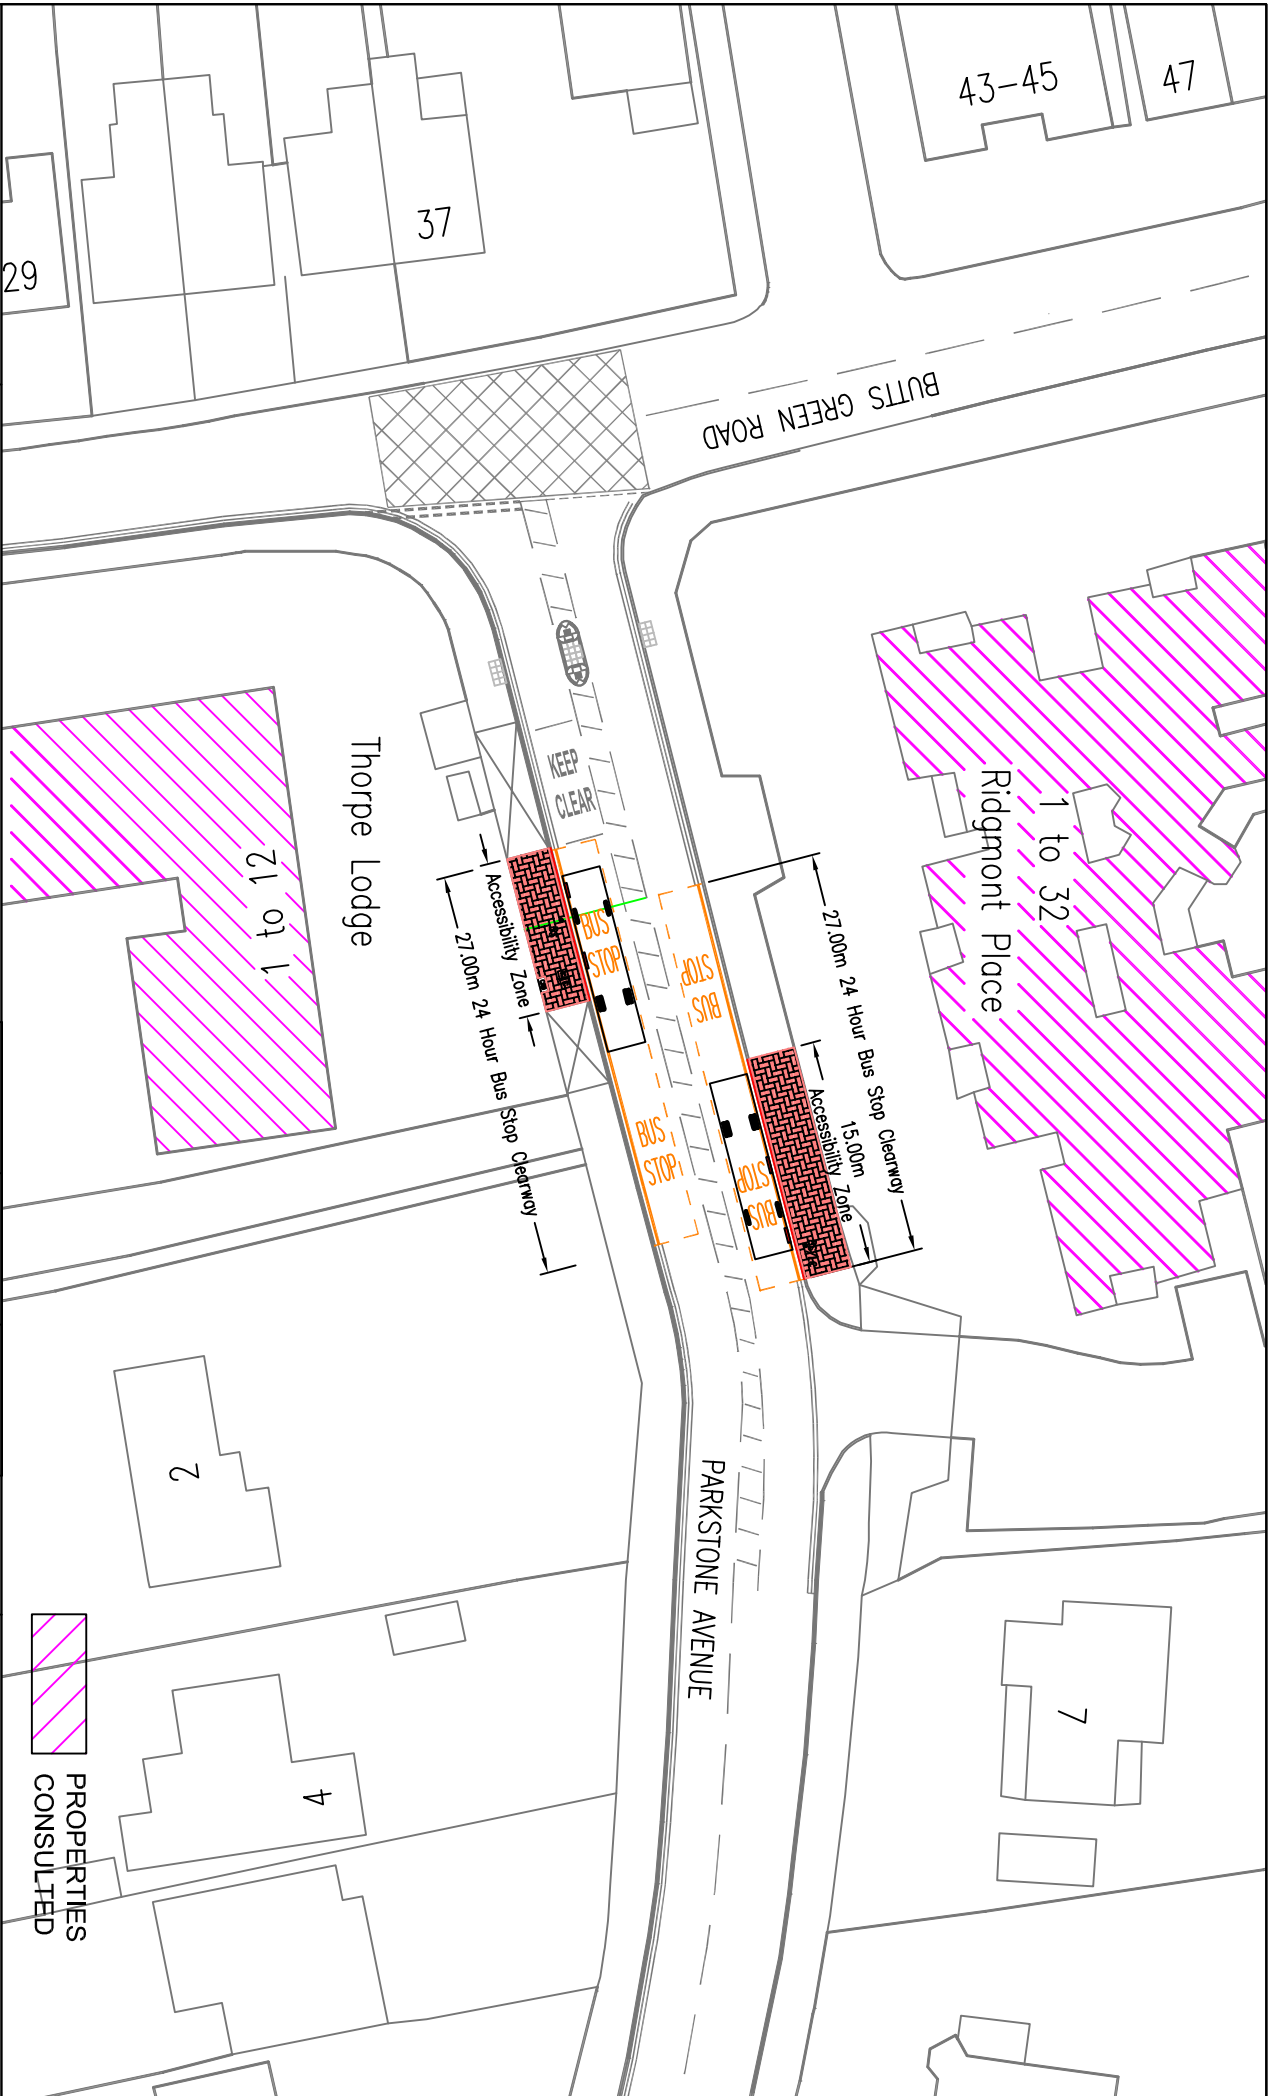 43-45
47
37
29
BUTTS GREEN ROAD
KEEP
CLEAR
1 to 32
Ridgmont Place
Thorpe Lodge
1 to 12
BUS
STOP
BUS
STOP
BUS
STOP
BUS
STOP
27.00m 24 Hour Bus Stop Clearway
15.00m
Accessibility Zone
Accessibility Zone
27.00m 24 Hour Bus Stop Clearway
PARKSTONE AVENUE
2
4
7
PROPERTIES
CONSULTED